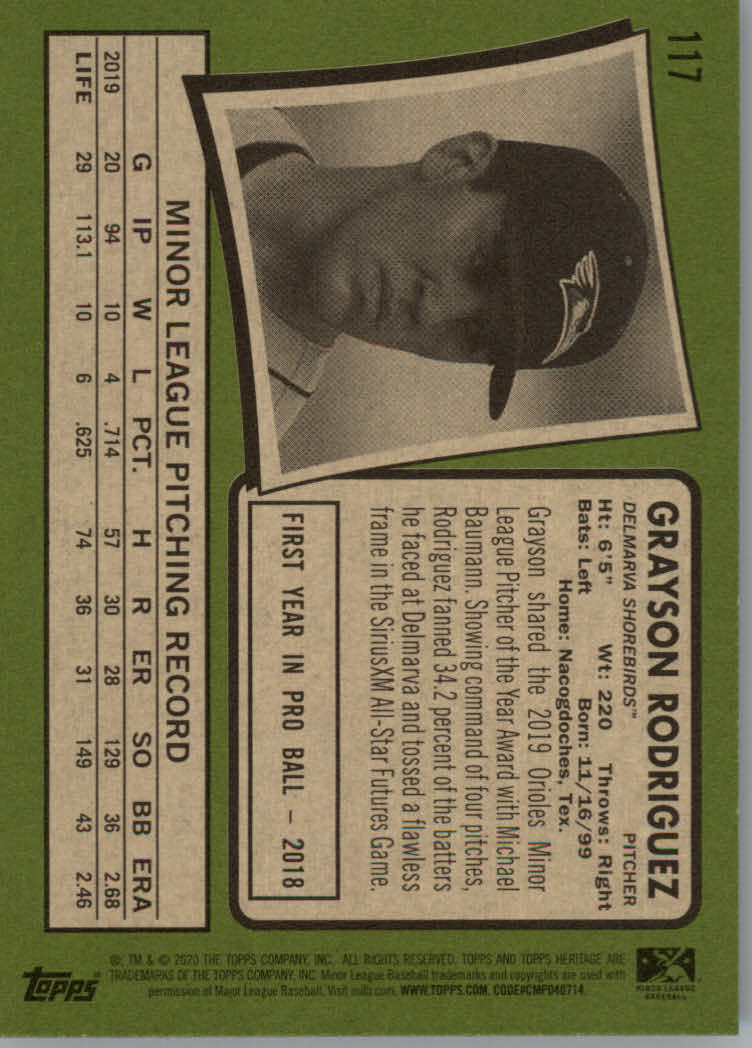 117
GRAYSON RODRIGUEZ
DELMARVA SHOREBIRDS™ PITCHER
Ht: 6'5" Wt: 220 Throws: Right
Bats: Left Born: 11/16/99
Home: Nacogdoches, Tex.
Grayson shared the 2019 Orioles Minor
League Pitcher of the Year Award with Michael
Baumann. Showing command of four pitches,
Rodriguez fanned 34.2 percent of the batters
he faced at Delmarva and tossed a flawless
frame in the SiriusXM All-Star Futures Game.
FIRST YEAR IN PRO BALL – 2018
MINOR LEAGUE PITCHING RECORD
G IP W L PCT. H R ER SO BB ERA
2019 20 94 10 4 .714 57 30 28 129 36 2.68
LIFE 29 113.1 10 6 .625 74 36 31 149 43 2.46
MINOR LEAGUE
BASEBALL
®, TM & © 2020 THE TOPPS COMPANY, INC. ALL RIGHTS RESERVED. TOPPS AND TOPPS HERITAGE ARE
TRADEMARKS OF THE TOPPS COMPANY, INC. Minor League Baseball trademarks and copyrights are used with
permission of Major League Baseball. Visit milb.com. WWW.TOPPS.COM. CODE#CMP040714.
topps®